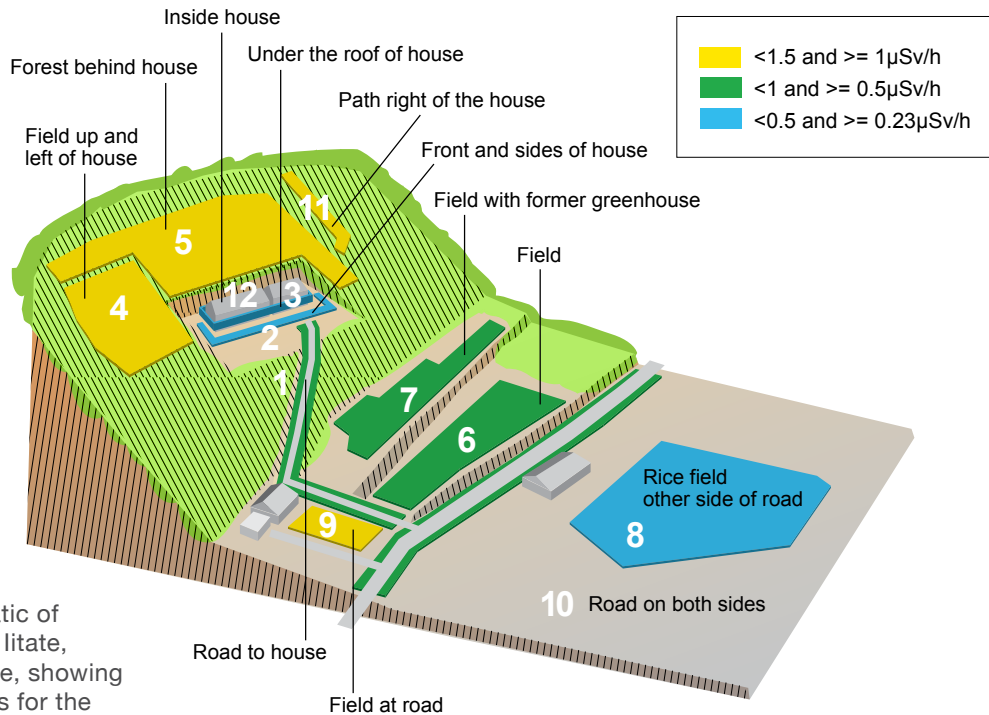 Inside house
Under the roof of house
Forest behind house
Path right of the house
Field up and
left of house
Front and sides of house
Field with former greenhouse
Field
<1.5 and >= 1µSv/h
<1 and >= 0.5µSv/h
<0.5 and >= 0.23µSv/h
11
5
12
3
4
2
1
7
6
Rice field
other side of road
8
9
10
Road on both sides
Road to house
Field at road
of
litate,
showing
for the